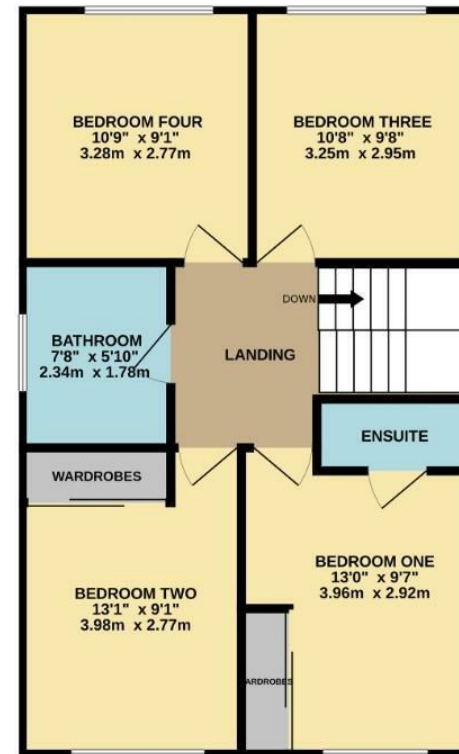 BEDROOM FOUR
10'9" x 9'1"
3.28m x 2.77m
BEDROOM THREE
10'8" x 9'8"
3.25m x 2.95m
DOWN
BATHROOM
7'8" x 5'10"
2.34m x 1.78m
LANDING
ENSUITE
WARDROBES
BEDROOM TWO
13'1" x 9'1"
3.98m x 2.77m
BEDROOM ONE
13'0" x 9'7"
3.96m x 2.92m
ARDROBES